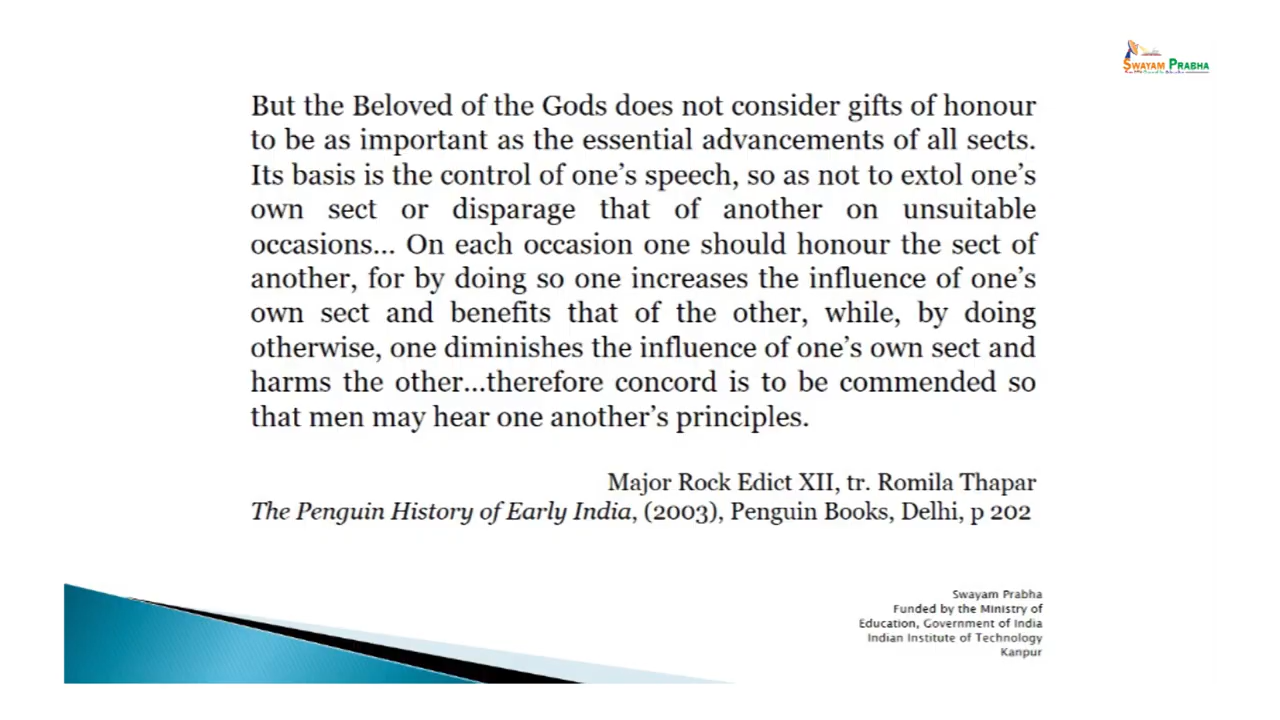 SWAYAM PRABHA
But the Beloved of the Gods does not consider gifts of honour
to be as important as the essential advancements of all sects.
Its basis is the control of one's speech, so as not to extol one's
own sect or disparage that of another on unsuitable
occasions... On each occasion one should honour the sect of
another, for by doing so one increases the influence of one's
own sect and benefits that of the other, while, by doing
otherwise, one diminishes the influence of one's own sect and
harms the other...therefore concord is to be commended so
that men may hear one another's principles.
Major Rock Edict XII, tr. Romila Thapar
The Penguin History of Early India, (2003), Penguin Books, Delhi, p 202
Swayam Prabha
Funded by the Ministry of
Education, Government of India
Indian Institute of Technology
Kanpur